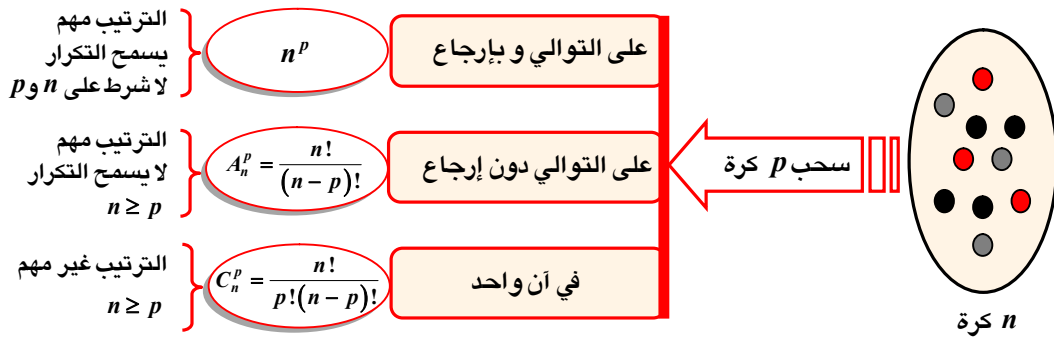 n كرة
سحب p كرة
على التوالي و بإرجاع
n^p
الترتيب مهم
يسمح التكرار
لا شرط على n و p
على التوالي دون إرجاع
A_n^p = n! / (n − p)!
الترتيب مهم
لا يسمح التكرار
n ≥ p
في آن واحد
C_n^p = n! / p!(n − p)!
الترتيب غير مهم
n ≥ p